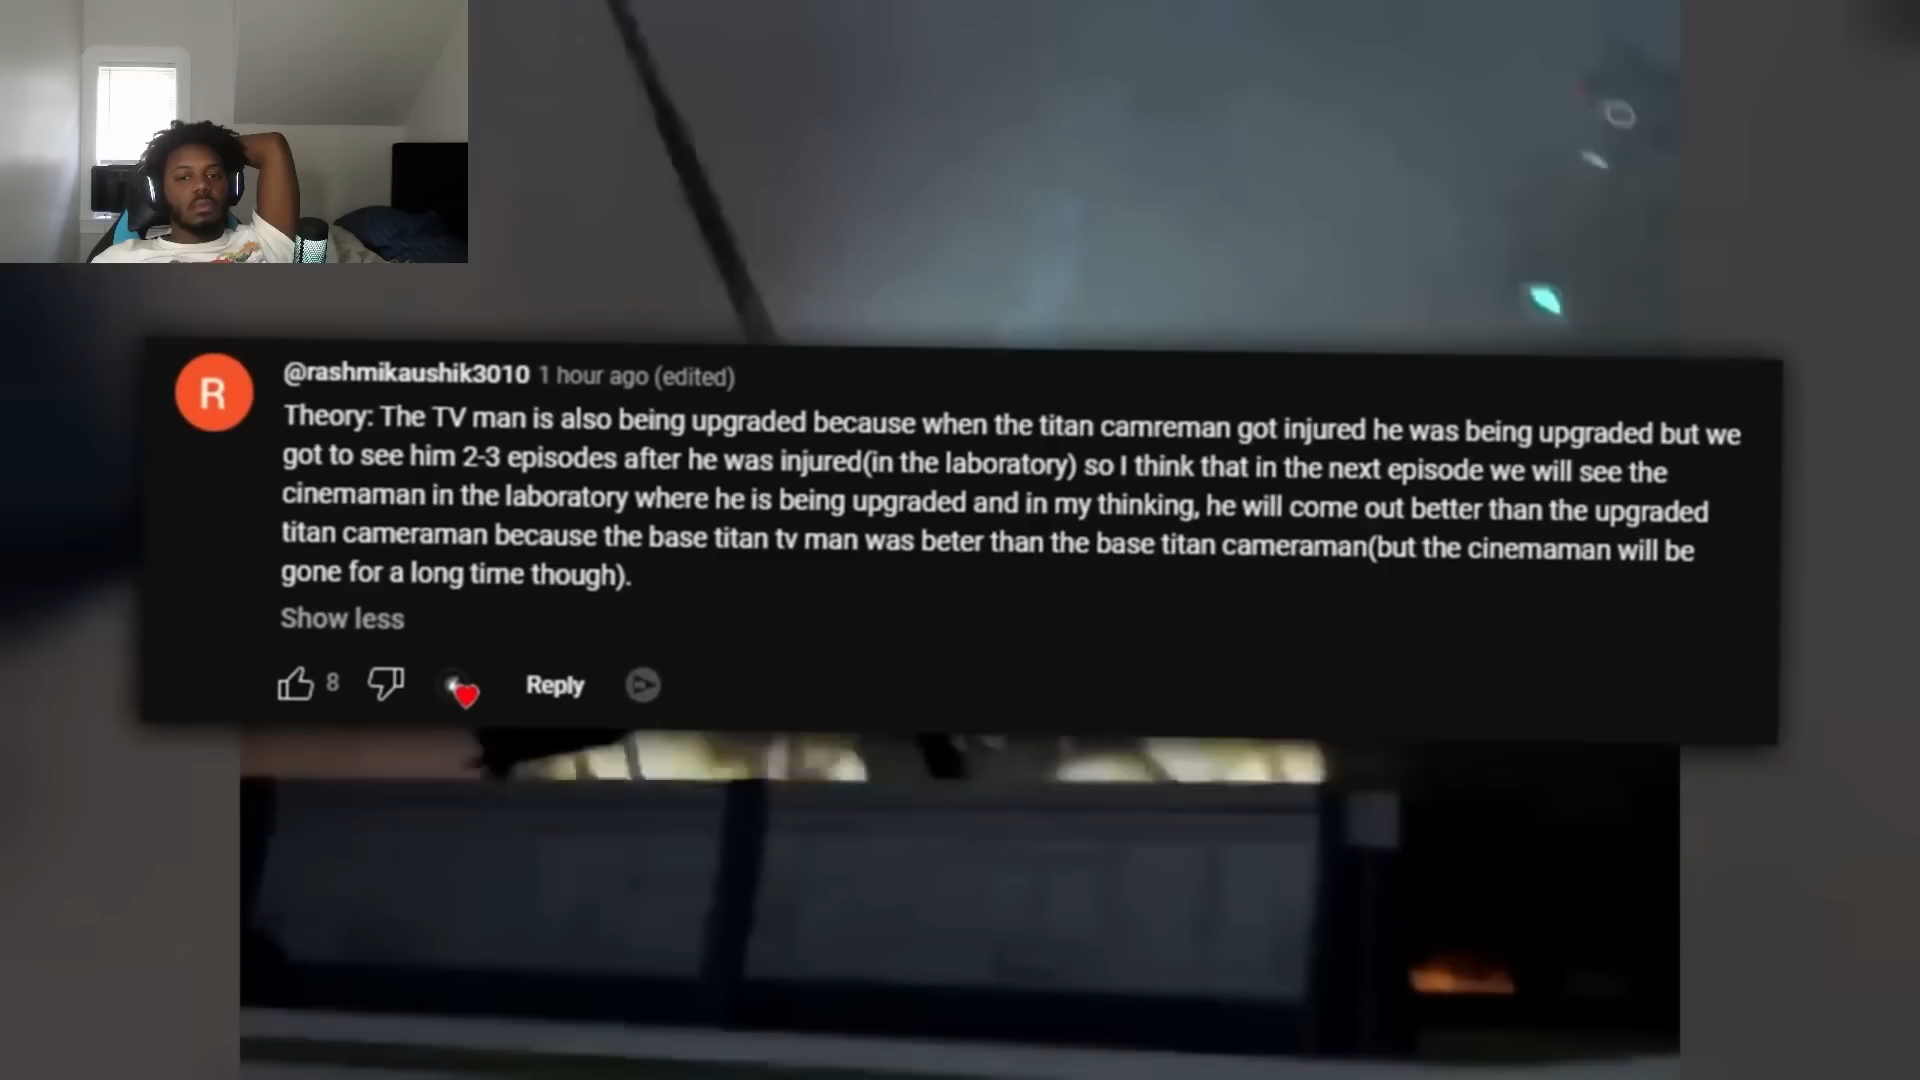 R
@rashmikaushik3010 1 hour ago (edited)
Theory: The TV man is also being upgraded because when the titan camreman got injured he was being upgraded but we
got to see him 2-3 episodes after he was injured(in the laboratory) so I think that in the next episode we will see the
cinemaman in the laboratory where he is being upgraded and in my thinking, he will come out better than the upgraded
titan cameraman because the base titan tv man was beter than the base titan cameraman(but the cinemaman will be
gone for a long time though).
Show less
8
Reply